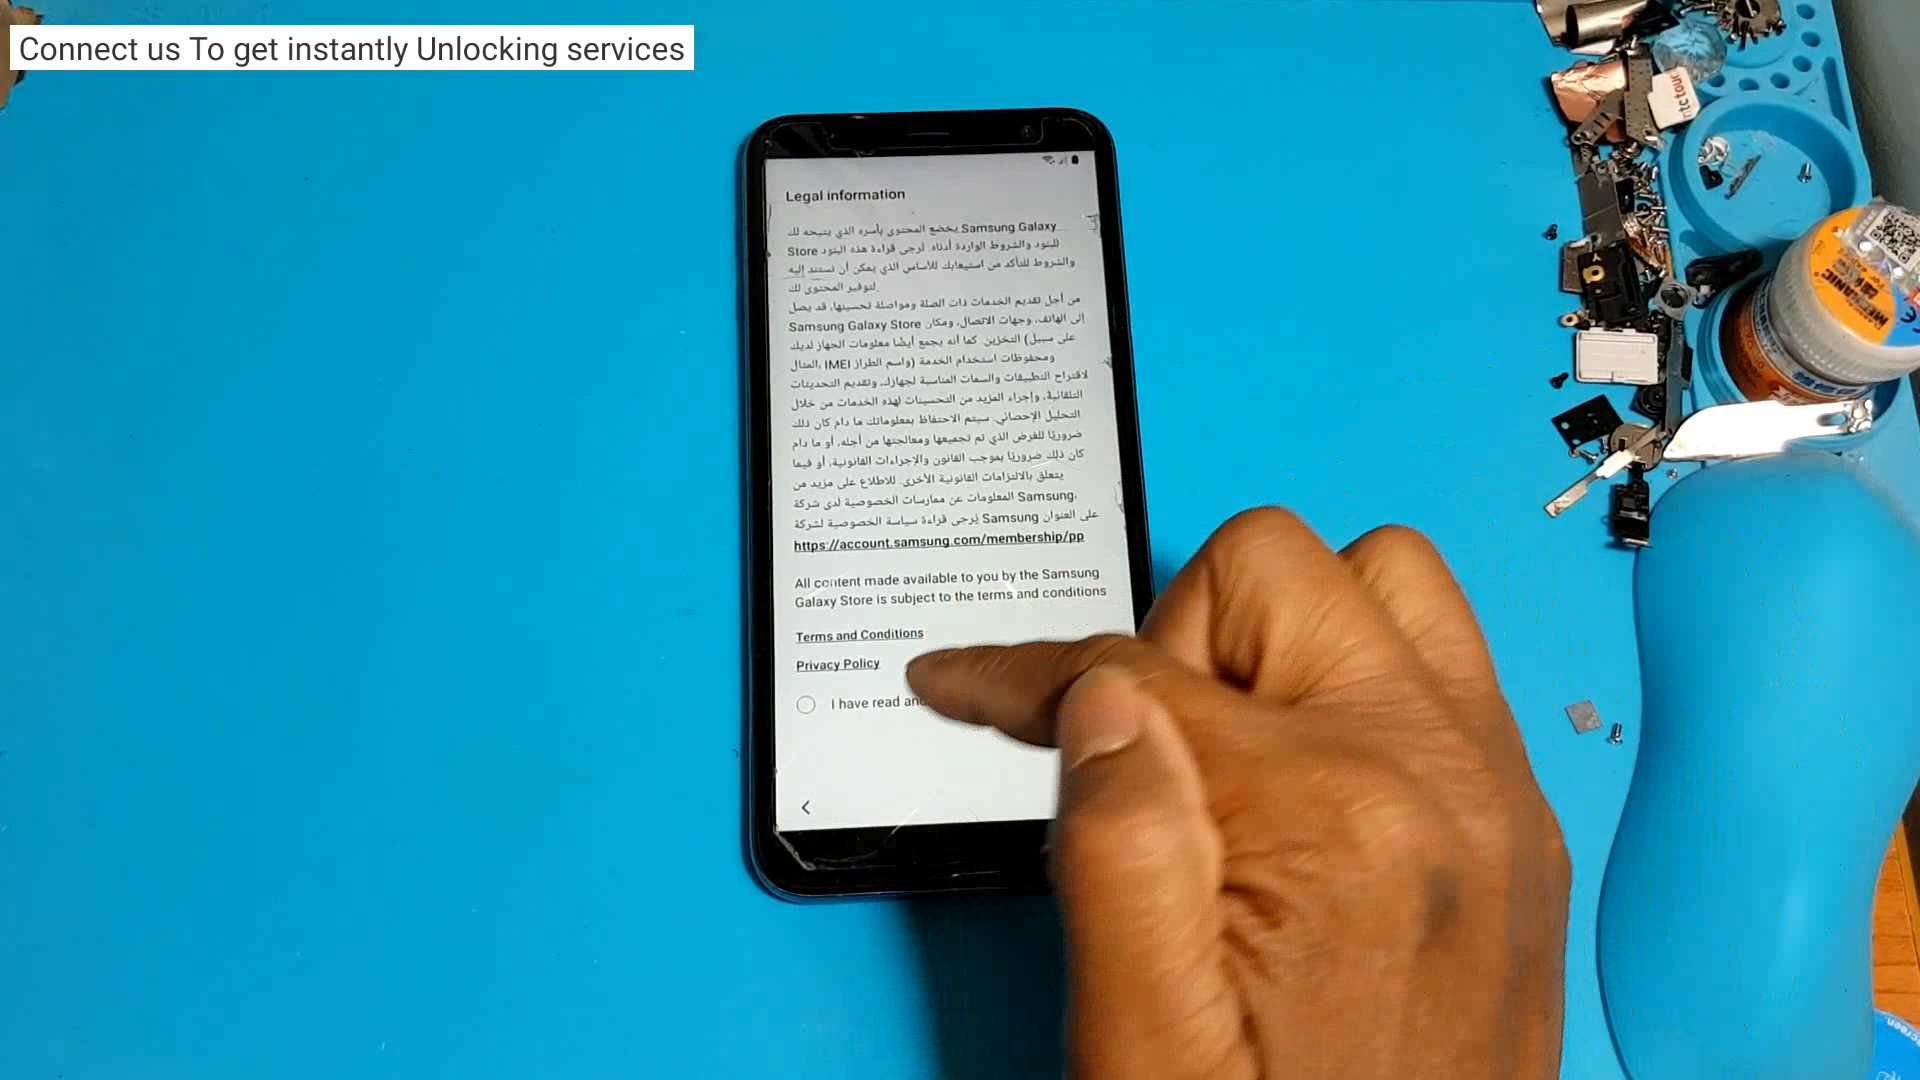 Connect us To get instantly Unlocking services
Legal information
يخضع المحتوى بأسره الذي يتيحه لك Samsung Galaxy
Store للبنود والشروط الواردة أدناه. يُرجى قراءة هذه البنود
والشروط للتأكد من استيعابك للأساس الذي يمكن أن نستند إليه
لتوفير المحتوى لك.
من أجل تقديم الخدمات ذات الصلة ومواصلة تحسينها، قد يصل
Samsung Galaxy Store إلى الهاتف، وجهات الاتصال، ومكان
التخزين. كما أنه يجمع أيضًا معلومات الجهاز لديك (على سبيل
المثال، IMEI واسم الطراز) ومحفوظات استخدام الخدمة
لاقتراح التطبيقات والسمات المناسبة لجهازك، وتقديم التحديثات
التلقائية، وإجراء المزيد من التحسينات لهذه الخدمات من خلال
التحليل الإحصائي. سيتم الاحتفاظ بمعلوماتك ما دام كان ذلك
ضروريًا للغرض الذي تم تجميعها ومعالجتها من أجله، أو ما دام
كان ذلك ضروريًا بموجب القانون والإجراءات القانونية، أو فيما
يتعلق بالالتزامات القانونية الأخرى. للاطلاع على مزيد من
المعلومات عن ممارسات الخصوصية لدى شركة Samsung،
يُرجى قراءة سياسة الخصوصية لشركة Samsung على العنوان
https://account.samsung.com/membership/pp
All content made available to you by the Samsung
Galaxy Store is subject to the terms and conditions
Terms and Conditions
Privacy Policy
I have read and